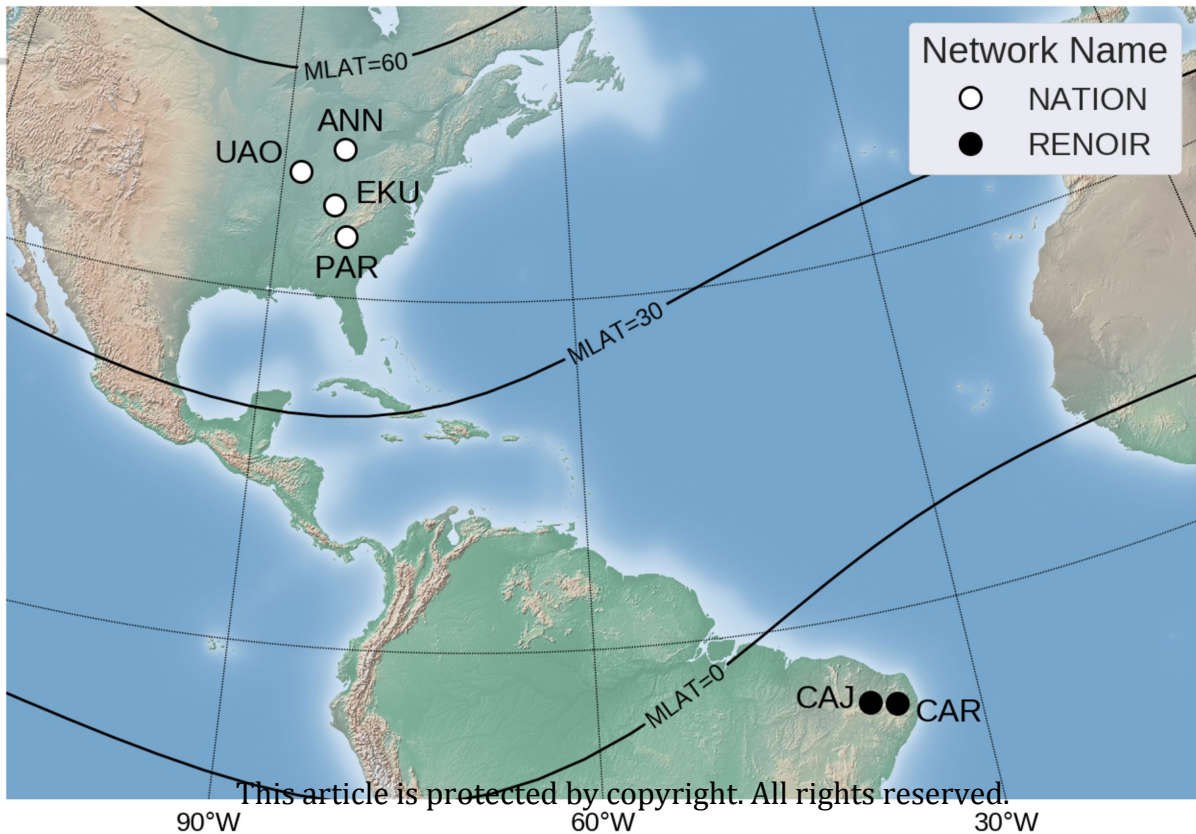 Network Name
NATION
RENOIR
MLAT=60
ANN
UAO
EKU
PAR
MLAT=30
MLAT=0
CAJ
CAR
This article is protected by copyright. All rights reserved.
90°W
60°W
30°W